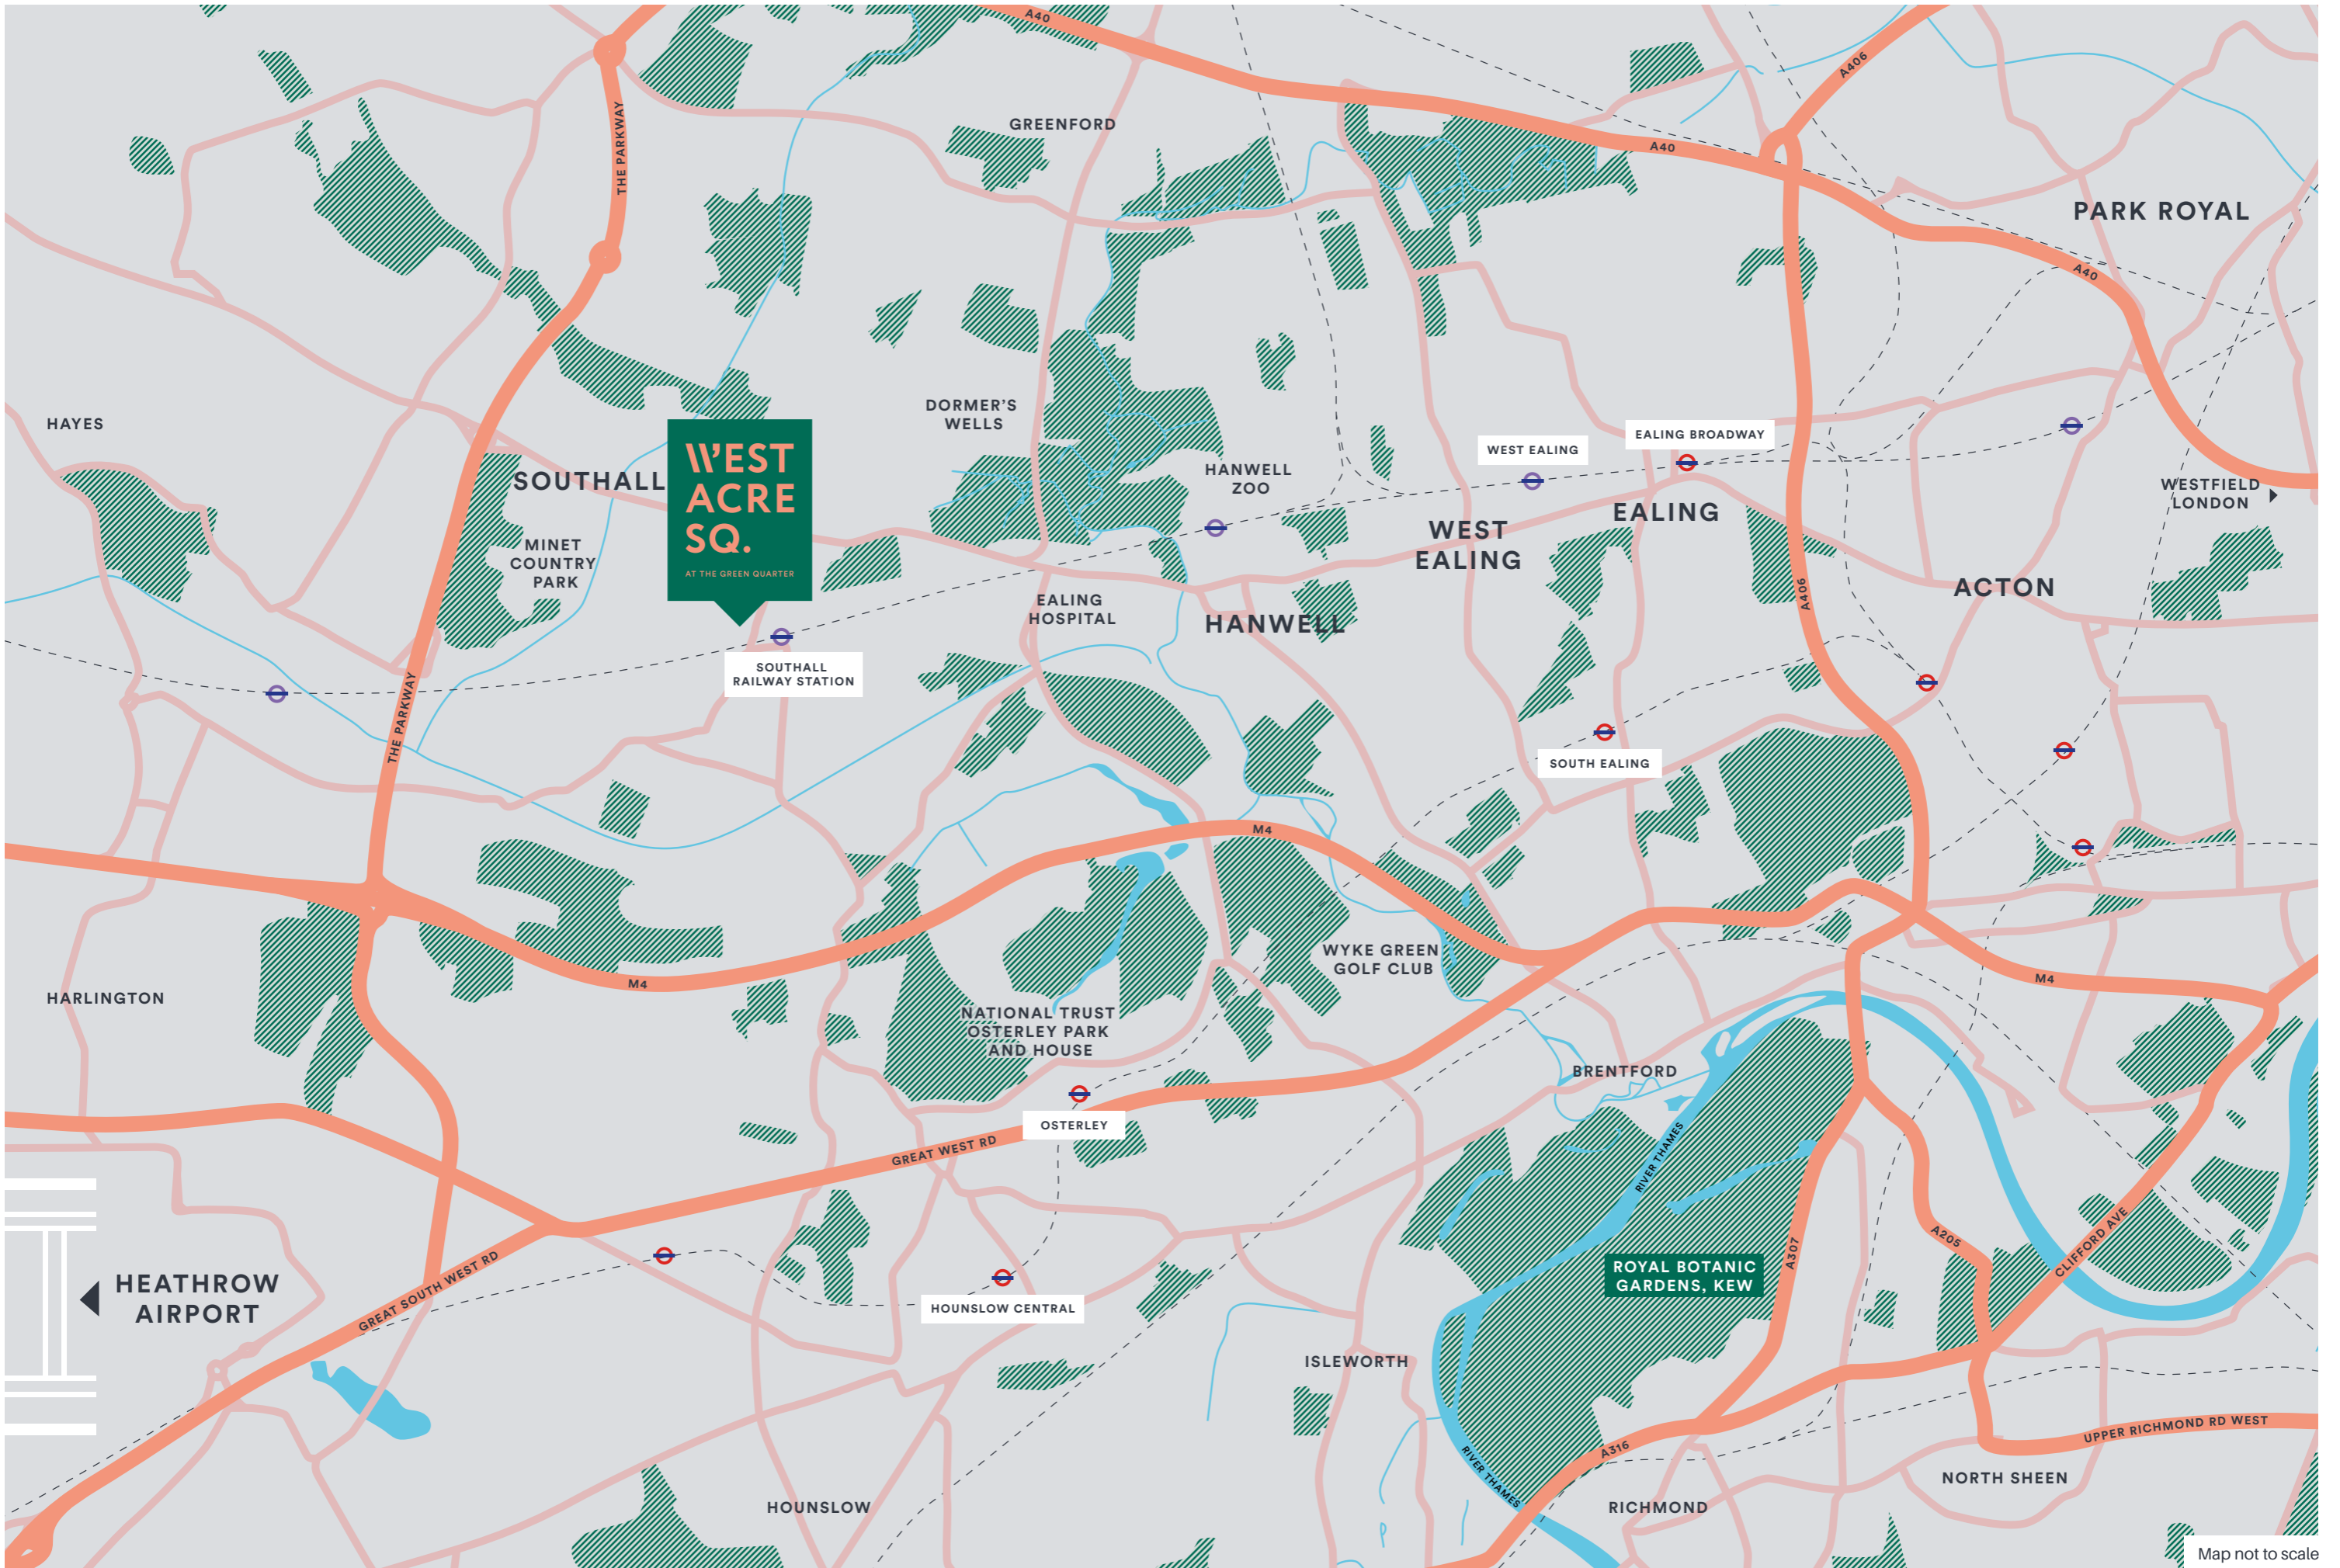 A40
A406
THE PARKWAY
GREENFORD
A40
PARK ROYAL
A40
HAYES
DORMER'S
WELLS
WEST EALING
EALING BROADWAY
SOUTHALL
WEST
ACRE
SQ.
AT THE GREEN QUARTER
HANWELL
ZOO
WESTFIELD
LONDON
WEST
EALING
EALING
MINET
COUNTRY
PARK
ACTON
A406
EALING
HOSPITAL
HANWELL
SOUTHALL
RAILWAY STATION
THE PARKWAY
SOUTH EALING
M4
WYKE GREEN
GOLF CLUB
M4
M4
HARLINGTON
NATIONAL TRUST
OSTERLEY PARK
AND HOUSE
BRENTFORD
OSTERLEY
GREAT WEST RD
RIVER THAMES
HEATHROW
AIRPORT
GREAT SOUTH WEST RD
HOUNSLOW CENTRAL
ROYAL BOTANIC
GARDENS, KEW
A307
A205
CLIFFORD AVE
ISLEWORTH
RIVER THAMES
A316
UPPER RICHMOND RD WEST
NORTH SHEEN
HOUNSLOW
RICHMOND
Map not to scale